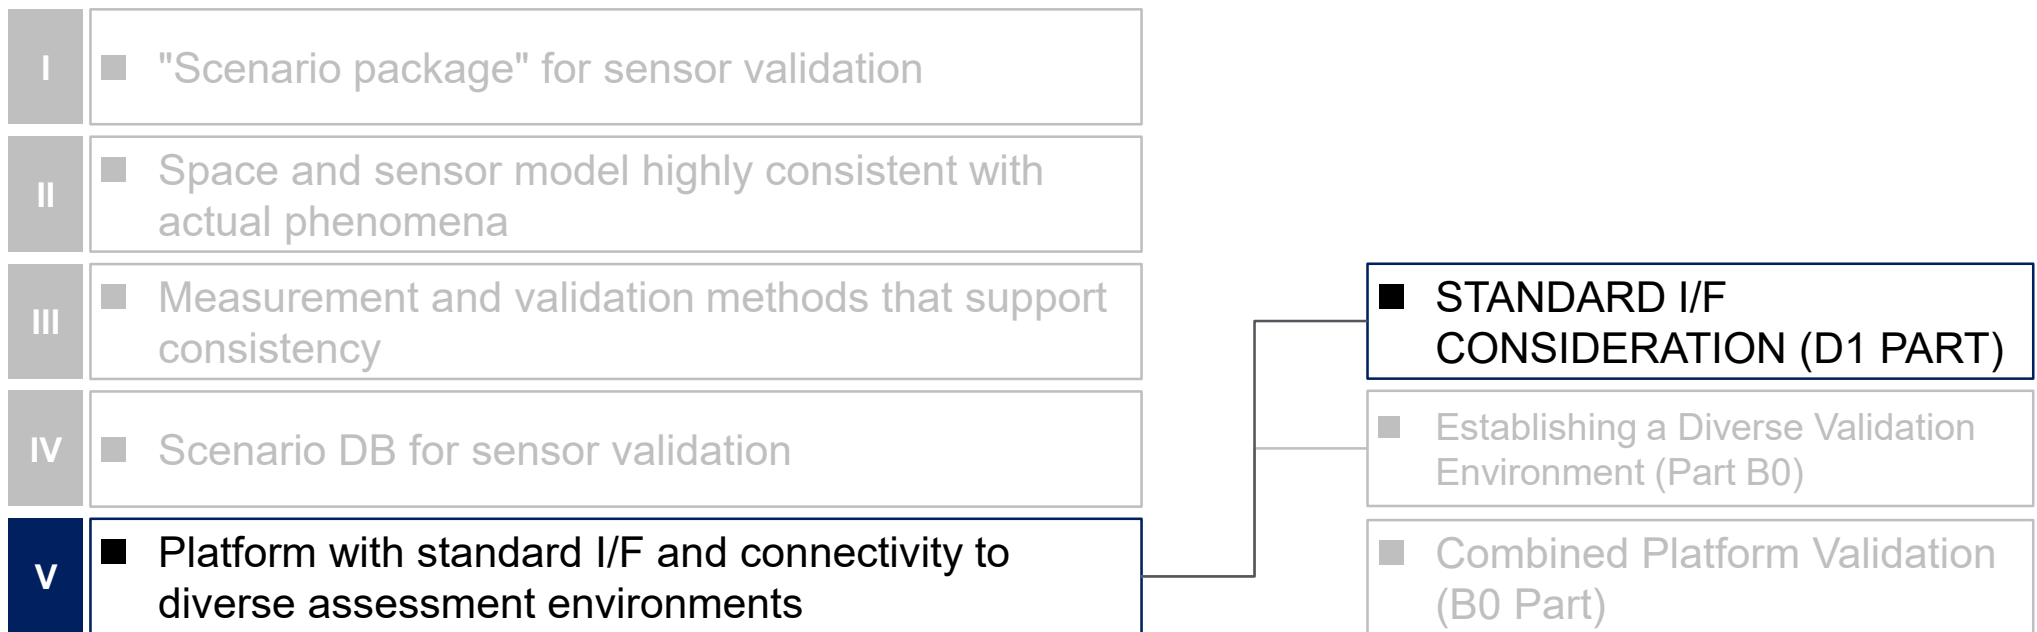 I
"Scenario package" for sensor validation
II
Space and sensor model highly consistent with
actual phenomena
III
Measurement and validation methods that support
consistency
IV
Scenario DB for sensor validation
V
Platform with standard I/F and connectivity to
diverse assessment environments
STANDARD I/F
CONSIDERATION (D1 PART)
Establishing a Diverse Validation
Environment (Part B0)
Combined Platform Validation
(B0 Part)